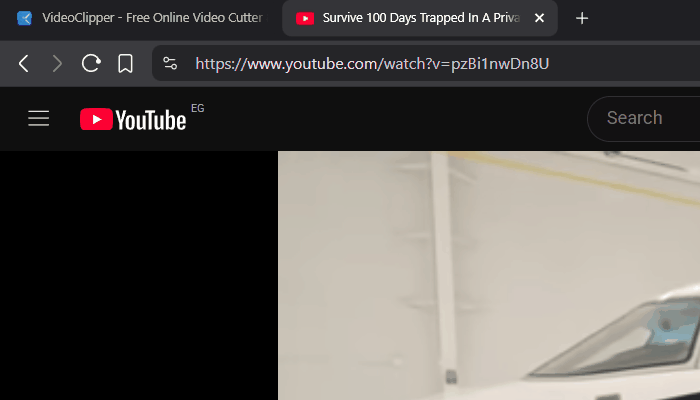 VideoClipper - Free Online Video Cutter
Survive 100 Days Trapped In A Priva
https://www.youtube.com/watch?v=pzBi1nwDn8U
YouTube EG
Search